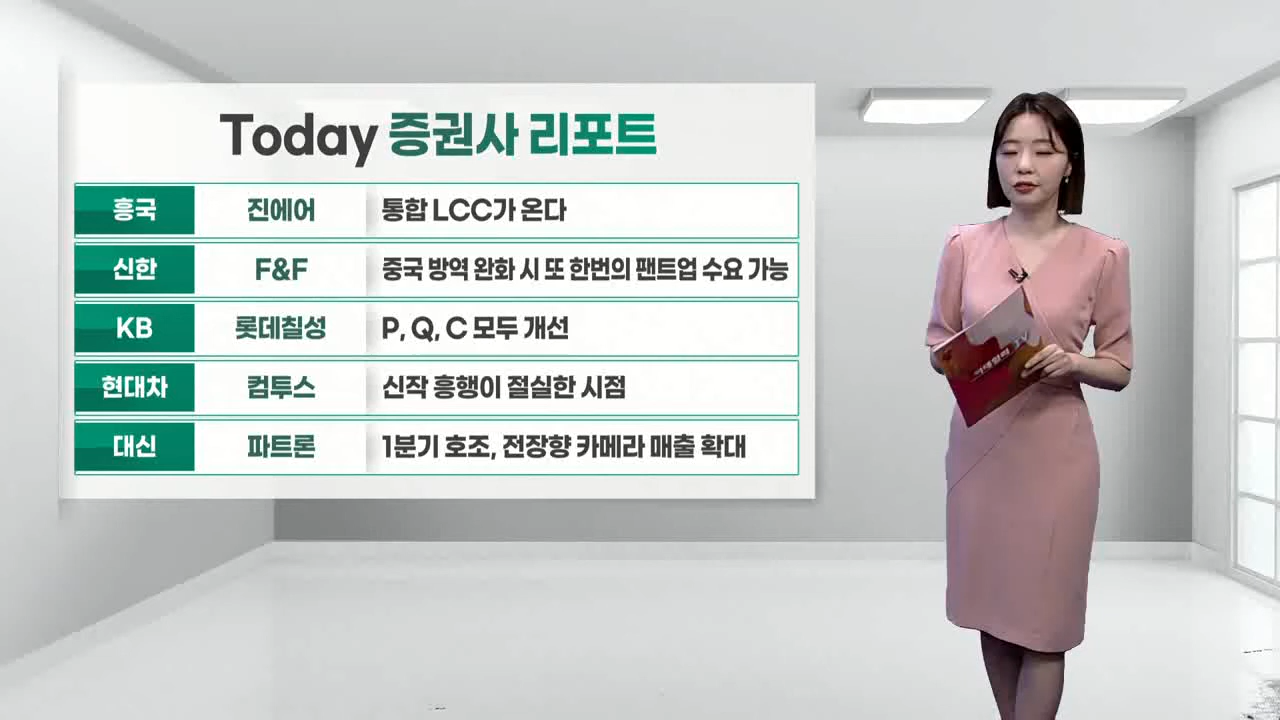 Today 증권사 리포트
흥국 진에어 통합 LCC가 온다
신한 F&F 중국 방역 완화 시 또 한번의 팬트업 수요 가능
KB 롯데칠성 P, Q, C 모두 개선
현대차 컴투스 신작 흥행이 절실한 시점
대신 파트론 1분기 호조, 전장향 카메라 매출 확대